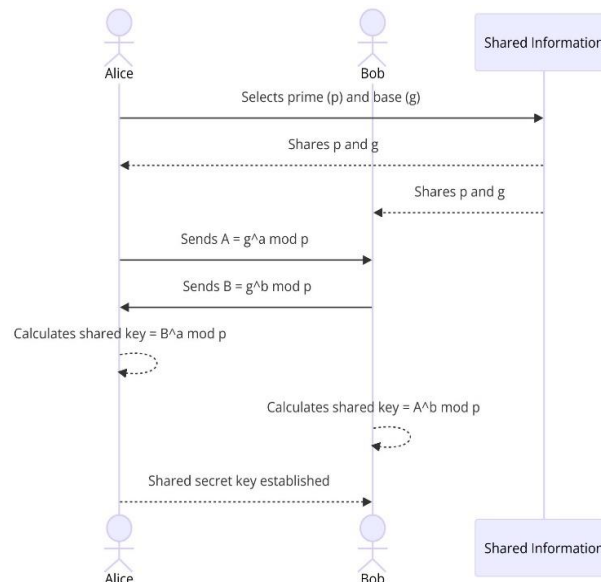 Alice
Bob
Shared Information
Selects prime (p) and base (g)
Shares p and g
Shares p and g
Sends A = g^a mod p
Sends B = g^b mod p
Calculates shared key = B^a mod p
Calculates shared key = A^b mod p
Shared secret key established
Alice
Bob
Shared Information